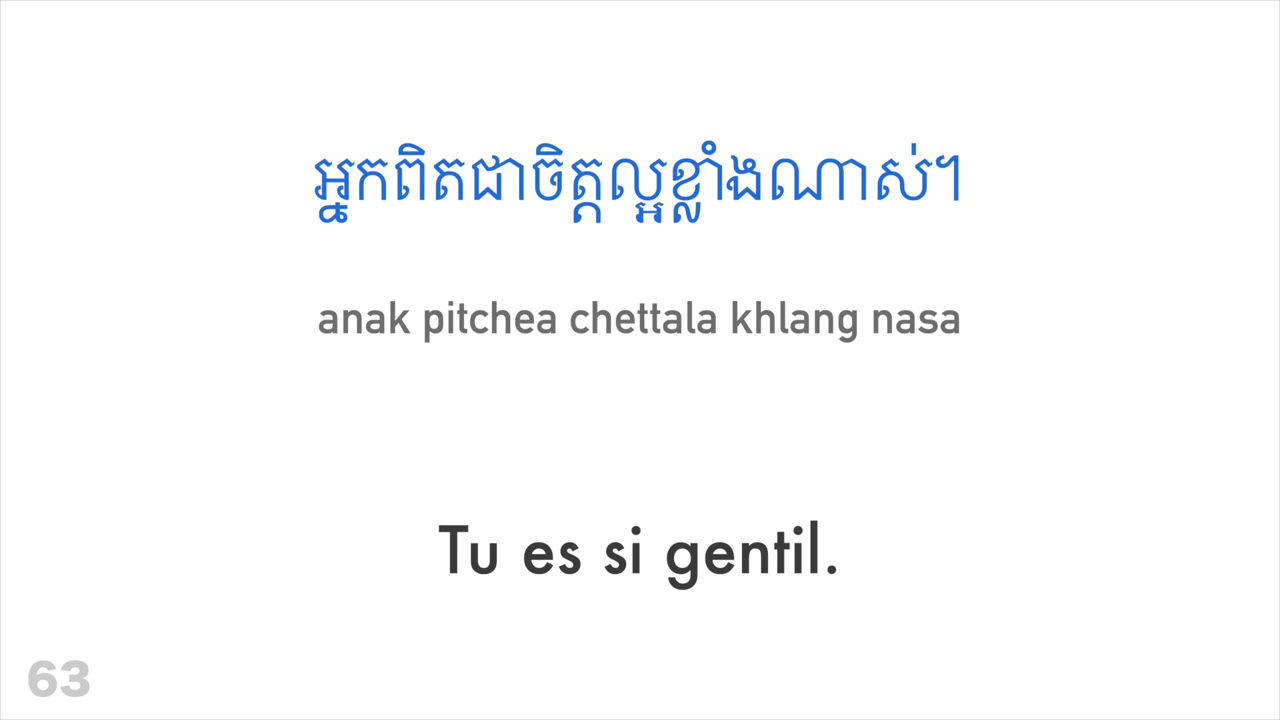 អ្នកពិតជាចិត្តល្អខ្លាំងណាស់។
anak pitchea chettala khlang nasa
Tu es si gentil.
63